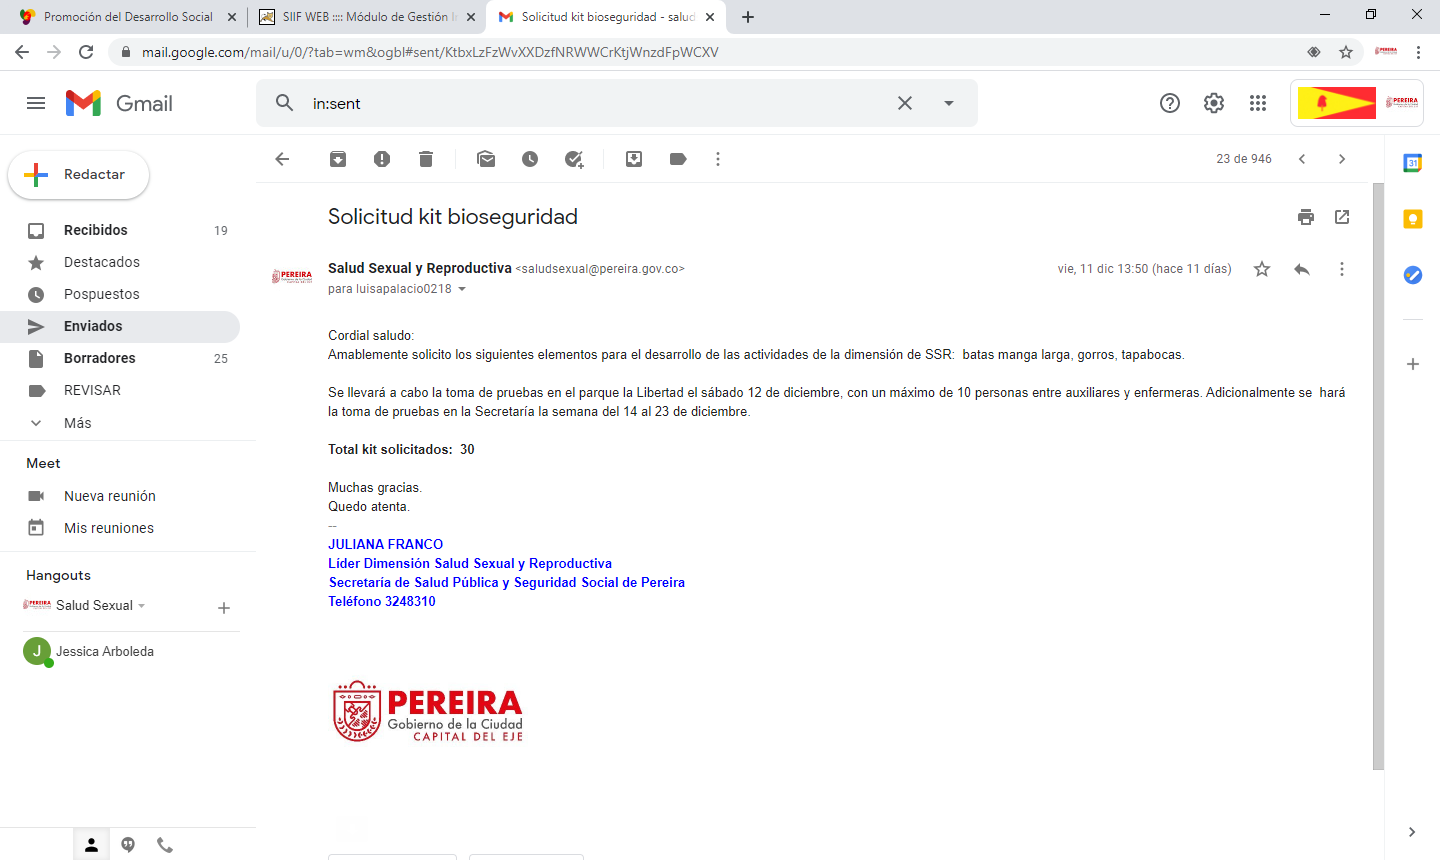 Promoción del Desarrollo Social
SIIF WEB :::: Módulo de Gestión In
Solicitud kit bioseguridad - salud
mail.google.com/mail/u/0/?tab=wm&ogbl#sent/KtbxLzFzWvXXDzfNRWWCrKtjWnzdFpWCXV
Gmail
in:sent
PEREIRA
Redactar
23 de 946
Recibidos 19
Destacados
Pospuestos
Enviados
Borradores 25
REVISAR
Más
Meet
Nueva reunión
Mis reuniones
Hangouts
Salud Sexual
J Jessica Arboleda
Solicitud kit bioseguridad
PEREIRA
Salud Sexual y Reproductiva <saludsexual@pereira.gov.co>
vie, 11 dic 13:50 (hace 11 días)
para luisapalacio0218
Cordial saludo:
Amablemente solicito los siguientes elementos para el desarrollo de las actividades de la dimensión de SSR:  batas manga larga, gorros, tapabocas.
Se llevará a cabo la toma de pruebas en el parque la Libertad el sábado 12 de diciembre, con un máximo de 10 personas entre auxiliares y enfermeras. Adicionalmente se  hará
la toma de pruebas en la Secretaría la semana del 14 al 23 de diciembre.
Total kit solicitados:  30
Muchas gracias.
Quedo atenta.
--
JULIANA FRANCO
Líder Dimensión Salud Sexual y Reproductiva
Secretaría de Salud Pública y Seguridad Social de Pereira
Teléfono 3248310
PEREIRA
Gobierno de la Ciudad
CAPITAL DEL EJE
31